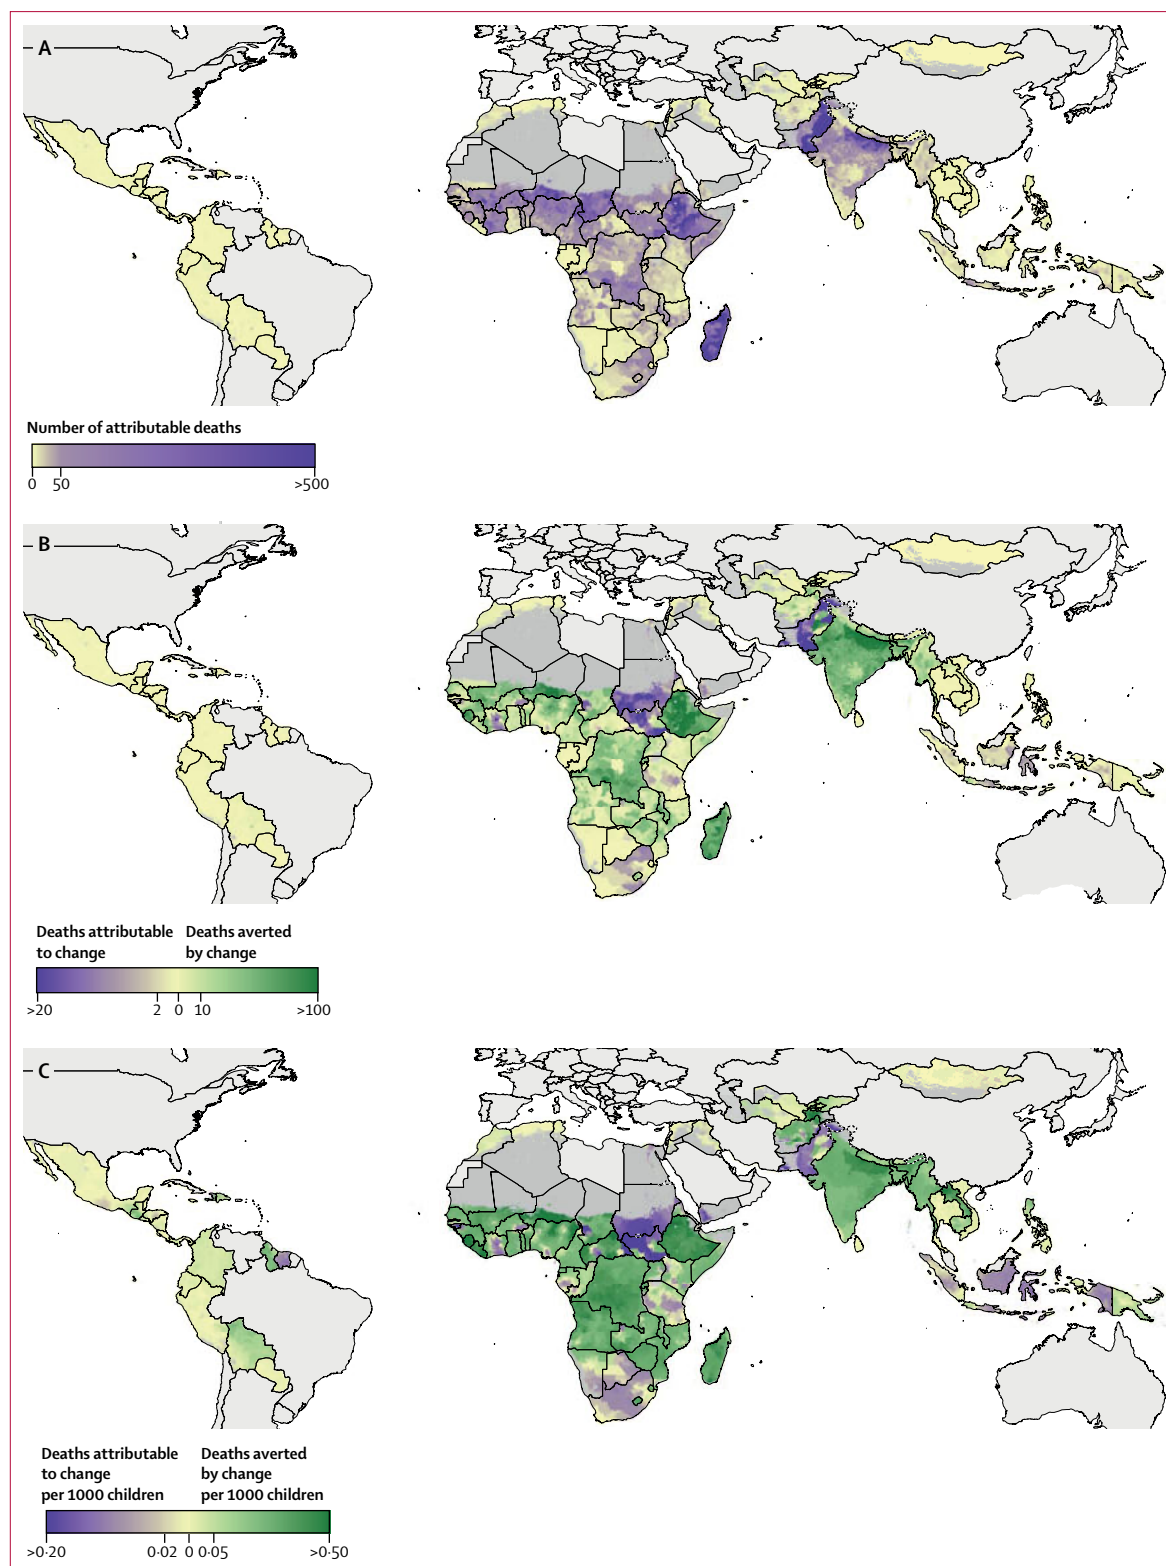 A
Number of attributable deaths
0 50 >500
B
Deaths attributable Deaths averted
to change by change
>20 2 0 10 >100
C
Deaths attributable Deaths averted
to change by change
per 1000 children per 1000 children
>0·20 0·02 0 0·05 >0·50